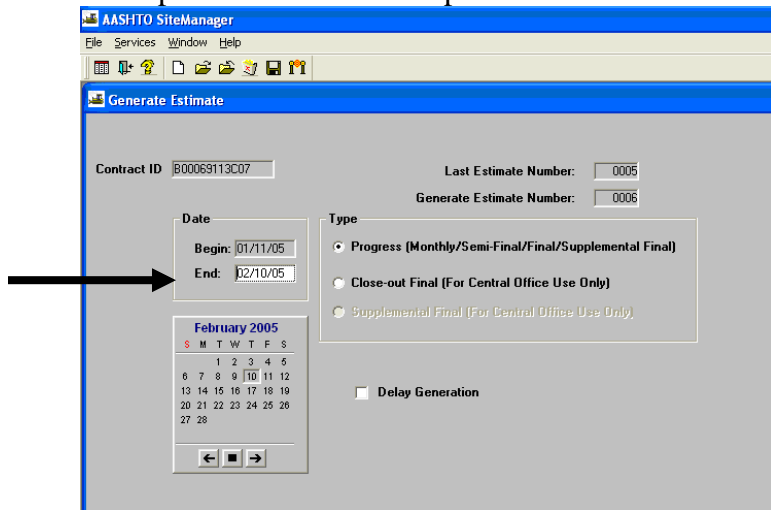 AASHTO SiteManager
File Services Window Help
Generate Estimate
Contract ID B00069113C07
Last Estimate Number: 0005
Generate Estimate Number: 0006
Date
Begin: 01/11/05
End: 02/10/05
Type
Progress (Monthly/Semi-Final/Final/Supplemental Final)
Close-out Final (For Central Office Use Only)
Supplemental Final (For Central Office Use Only)
February 2005
S M T W T F S
1 2 3 4 5
6 7 8 9 10 11 12
13 14 15 16 17 18 19
20 21 22 23 24 25 26
27 28
Delay Generation